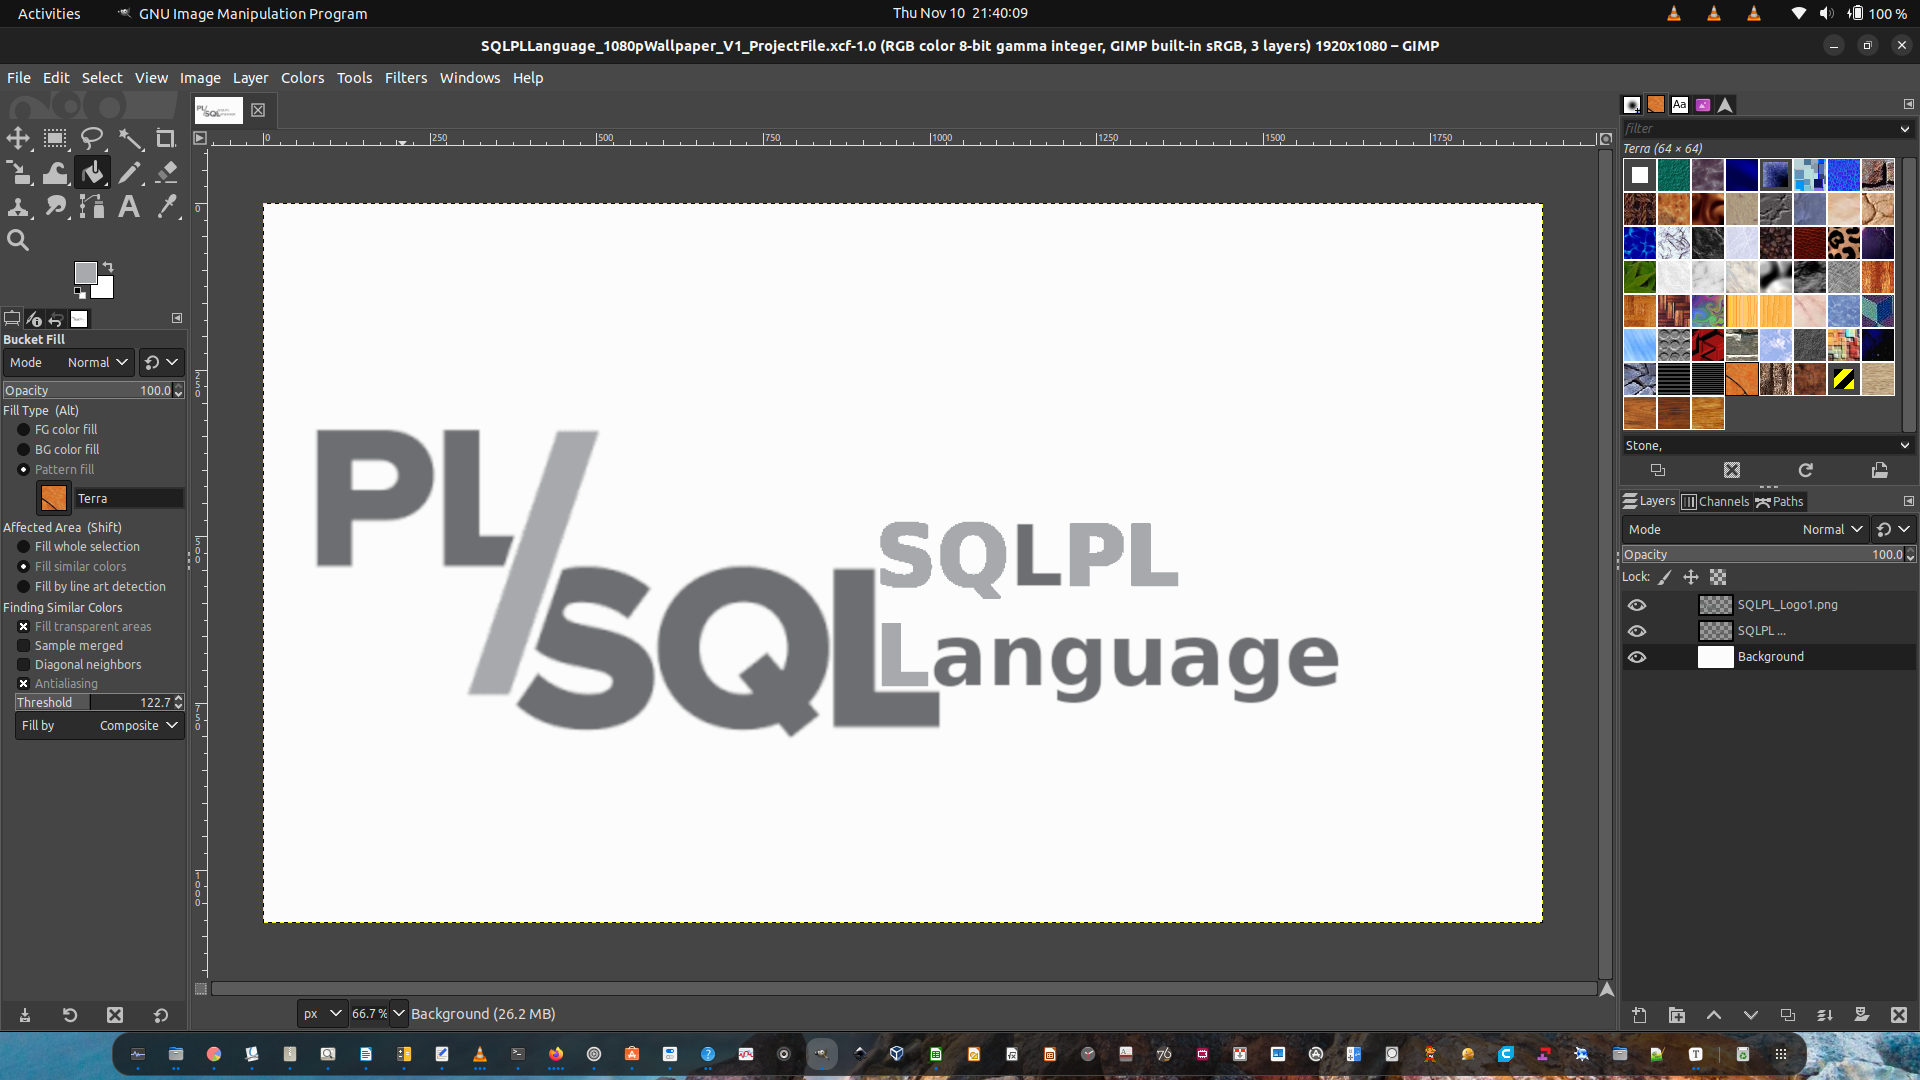 Activities
GNU Image Manipulation Program
Thu Nov 10 21:40:09
100 %
SQLPLLanguage_1080pWallpaper_V1_ProjectFile.xcf-1.0 (RGB color 8-bit gamma integer, GIMP built-in sRGB, 3 layers) 1920x1080 – GIMP
File Edit Select View Image Layer Colors Tools Filters Windows Help
0 250 500 750 1000 1250 1500 1750
0
250
500
750
1000
Bucket Fill
Mode Normal
Opacity 100.0
Fill Type (Alt)
FG color fill
BG color fill
Pattern fill
Terra
Affected Area (Shift)
Fill whole selection
Fill similar colors
Fill by line art detection
Finding Similar Colors
Fill transparent areas
Sample merged
Diagonal neighbors
Antialiasing
Threshold 122.7
Fill by Composite
PL/
SQL
SQLPL
Language
px 66.7 % Background (26.2 MB)
Aa
filter
Terra (64 × 64)
Stone,
Layers Channels Paths
Mode Normal
Opacity 100.0
Lock:
SQLPL_Logo1.png
SQLPL ...
Background